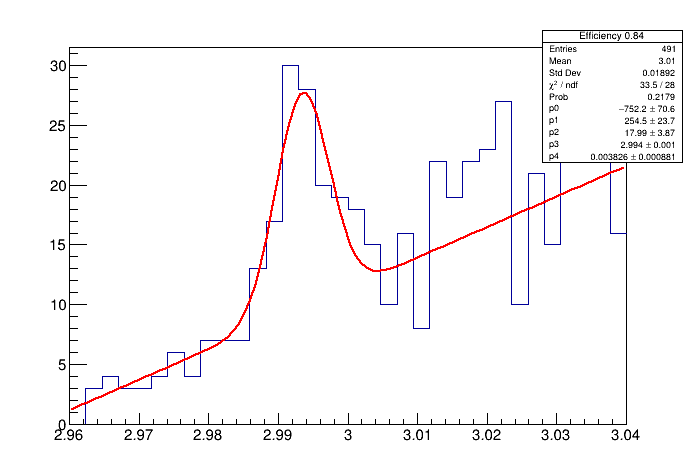 Efficiency 0.84
Entries 491
Mean 3.01
Std Dev 0.01892
χ² / ndf 33.5 / 28
Prob 0.2179
p0 −752.2 ± 70.6
p1 254.5 ± 23.7
p2 17.99 ± 3.87
p3 2.994 ± 0.001
p4 0.003826 ± 0.000881
30
25
20
15
10
5
0
2.96 2.97 2.98 2.99 3 3.01 3.02 3.03 3.04